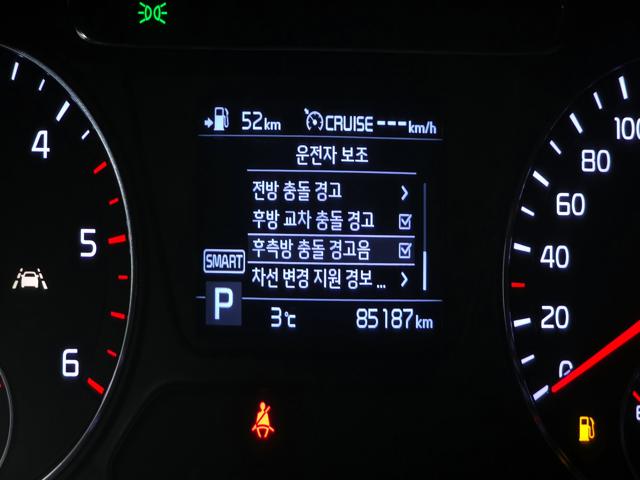 52km CRUISE ---km/h
운전자 보조
전방 충돌 경고
후방 교차 충돌 경고
후측방 충돌 경고음
차선 변경 지원 경보 ...
SMART
P
3℃ 85187km
4
5
6
100
80
60
40
20
0
E